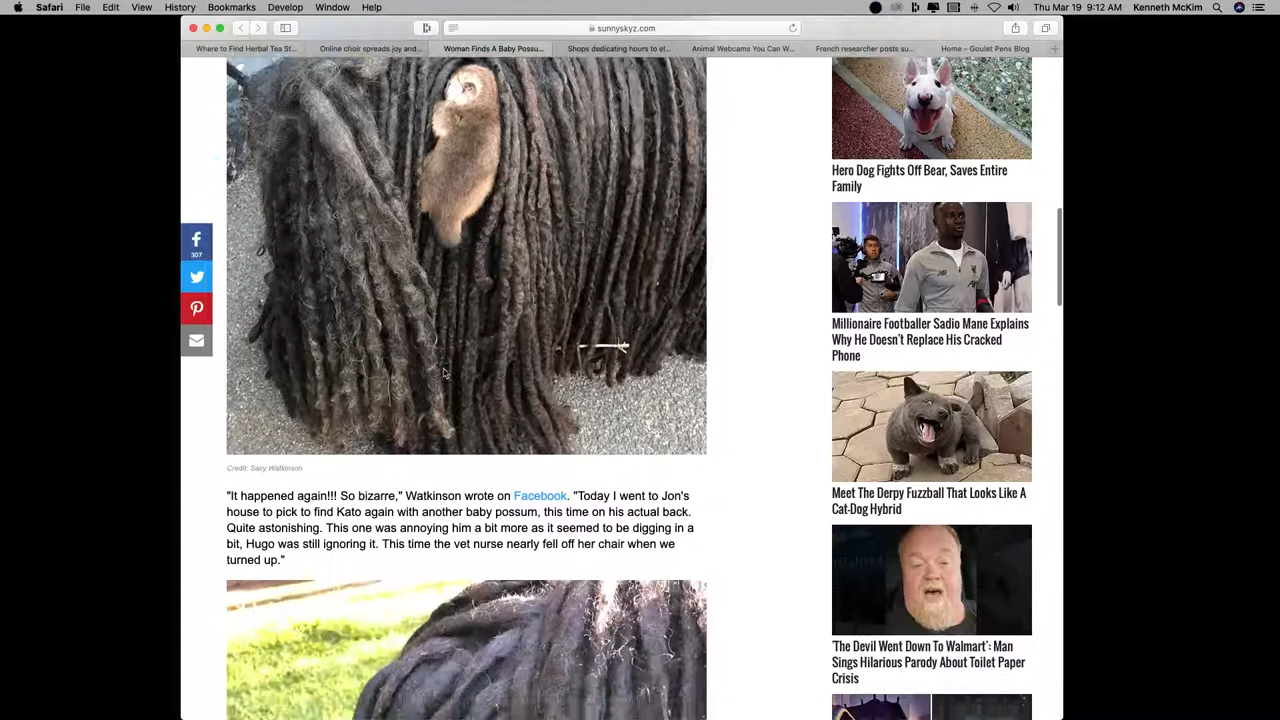 Safari File Edit View History Bookmarks Develop Window Help Thu Mar 19 9:12 AM Kenneth McKim
sunnyskyz.com
Where to Find Herbal Tea St... Online choir spreads joy and... Woman Finds A Baby Possu... Shops dedicating hours to el... Animal Webcams You Can W... French researcher posts su... Home – Goulet Pens Blog
307
Credit: Sally Watkinson
"It happened again!!! So bizarre," Watkinson wrote on Facebook. "Today I went to Jon's
house to pick to find Kato again with another baby possum, this time on his actual back.
Quite astonishing. This one was annoying him a bit more as it seemed to be digging in a
bit, Hugo was still ignoring it. This time the vet nurse nearly fell off her chair when we
turned up."
Hero Dog Fights Off Bear, Saves Entire
Family
Millionaire Footballer Sadio Mane Explains
Why He Doesn't Replace His Cracked
Phone
Meet The Derpy Fuzzball That Looks Like A
Cat-Dog Hybrid
'The Devil Went Down To Walmart': Man
Sings Hilarious Parody About Toilet Paper
Crisis